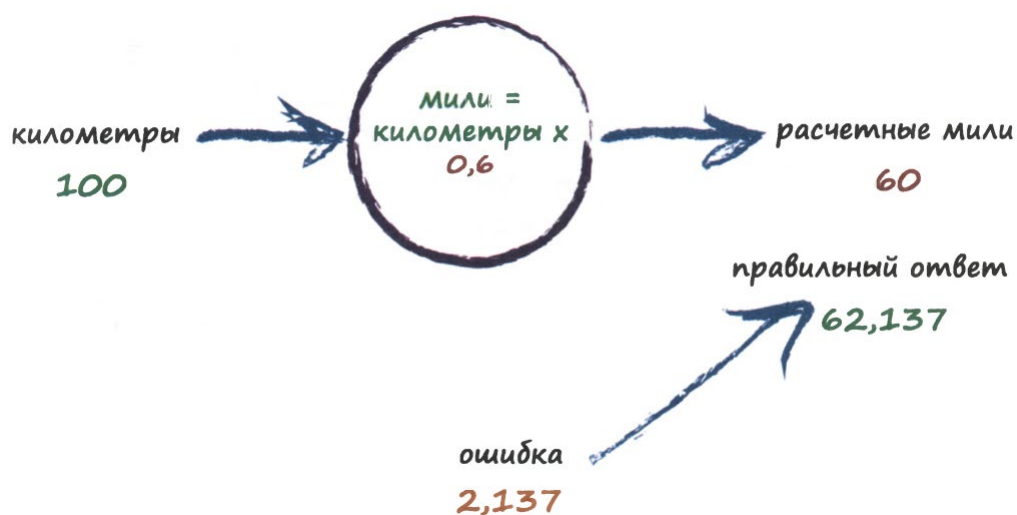 километры
100
мили =
километры х
0,6
расчетные мили
60
правильный ответ
62,137
ошибка
2,137